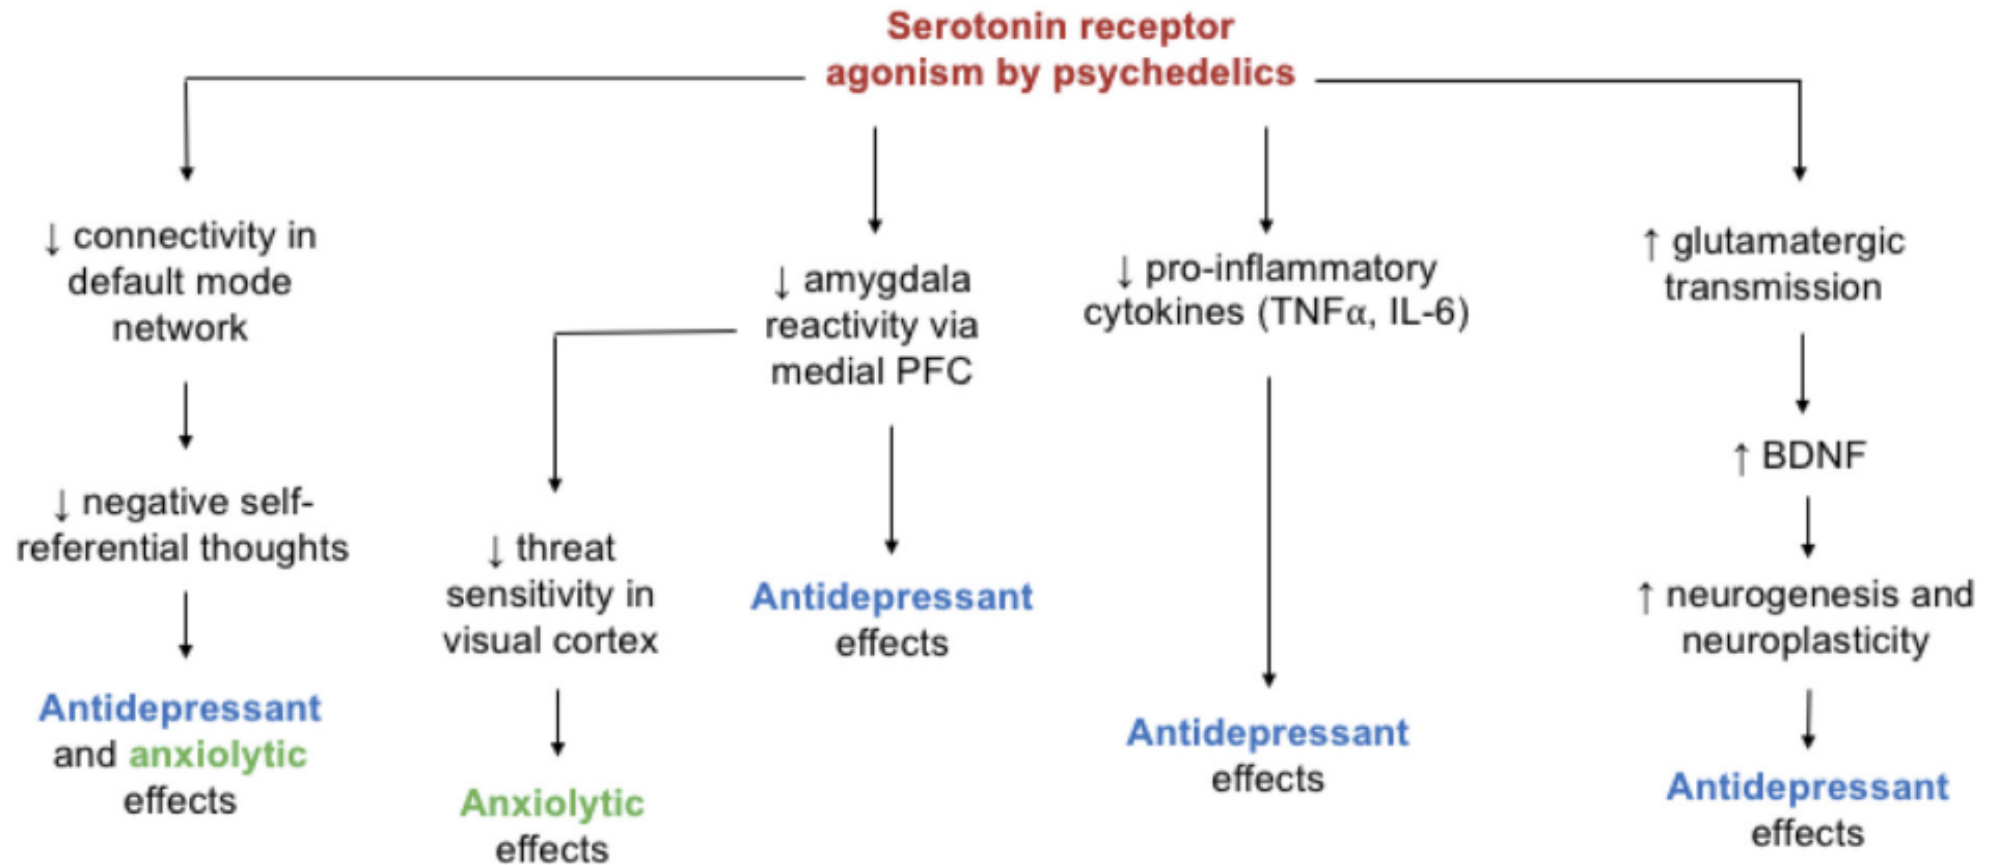 Serotonin receptor
agonism by psychedelics
↓ connectivity in
default mode
network
↓ negative self-
referential thoughts
Antidepressant
and anxiolytic
effects
↓ amygdala
reactivity via
medial PFC
↓ threat
sensitivity in
visual cortex
Anxiolytic
effects
Antidepressant
effects
↓ pro-inflammatory
cytokines (TNFα, IL-6)
Antidepressant
effects
↑ glutamatergic
transmission
↑ BDNF
↑ neurogenesis and
neuroplasticity
Antidepressant
effects